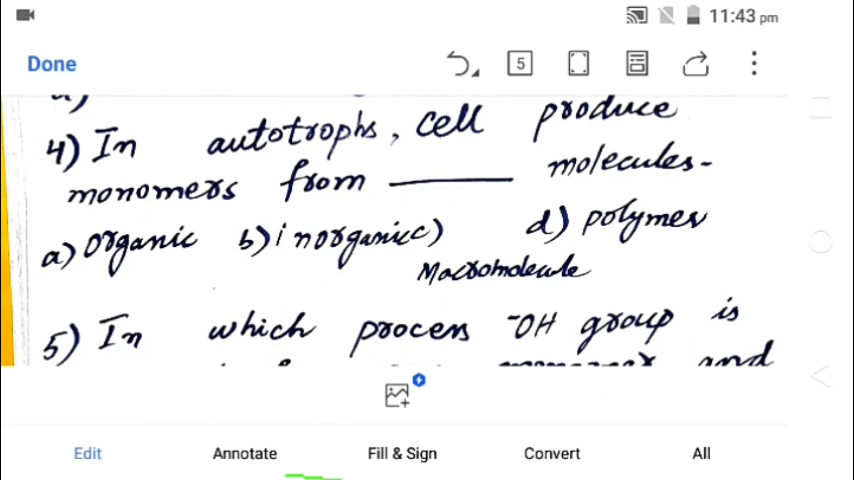 11:43 pm
Done
5
4) In autotrophs, cell produce
monomers from ______ molecules-
a) organic b) inorganic c) d) polymer
Macromolecule
5) In which process -OH group is
and
Edit Annotate Fill & Sign Convert All